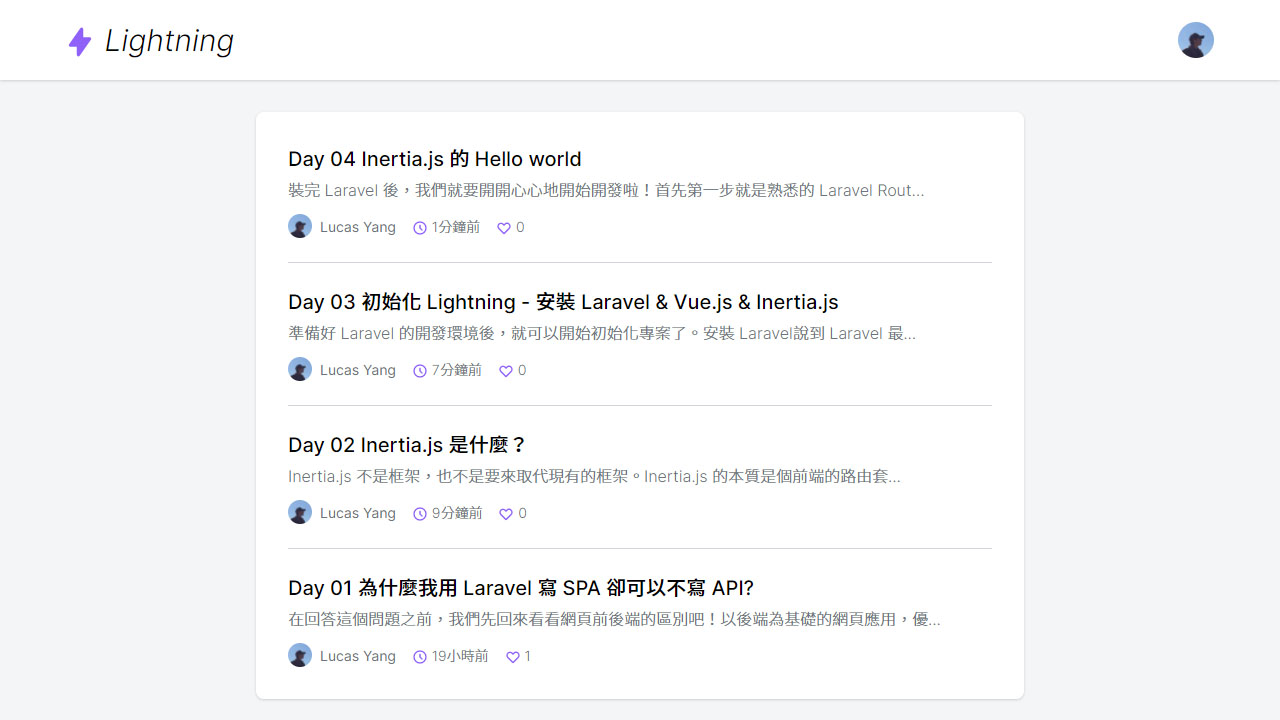 Lightning
Day 04 Inertia.js 的 Hello world
裝完 Laravel 後，我們就要開開心心地開始開發啦！首先第一步就是熟悉的 Laravel Rout...
Lucas Yang 1分鐘前 0
Day 03 初始化 Lightning - 安裝 Laravel & Vue.js & Inertia.js
準備好 Laravel 的開發環境後，就可以開始初始化專案了。安裝 Laravel說到 Laravel 最...
Lucas Yang 7分鐘前 0
Day 02 Inertia.js 是什麼？
Inertia.js 不是框架，也不是要來取代現有的框架。Inertia.js 的本質是個前端的路由套...
Lucas Yang 9分鐘前 0
Day 01 為什麼我用 Laravel 寫 SPA 卻可以不寫 API?
在回答這個問題之前，我們先回來看看網頁前後端的區別吧！以後端為基礎的網頁應用，優...
Lucas Yang 19小時前 1